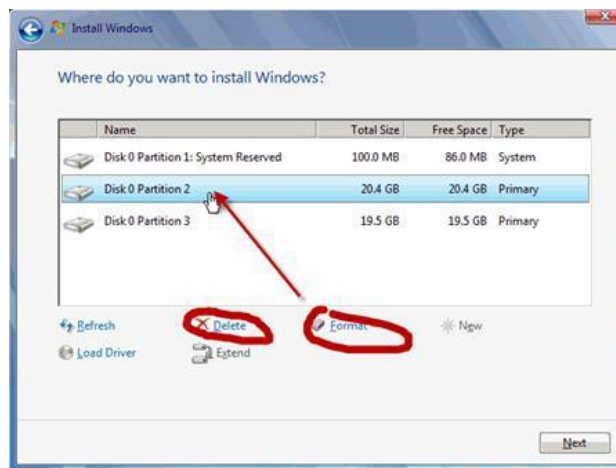 Install Windows
Where do you want to install Windows?
Name Total Size Free Space Type
Disk 0 Partition 1: System Reserved 100.0 MB 86.0 MB System
Disk 0 Partition 2 20.4 GB 20.4 GB Primary
Disk 0 Partition 3 19.5 GB 19.5 GB Primary
Refresh Delete Format New
Load Driver Extend
Next